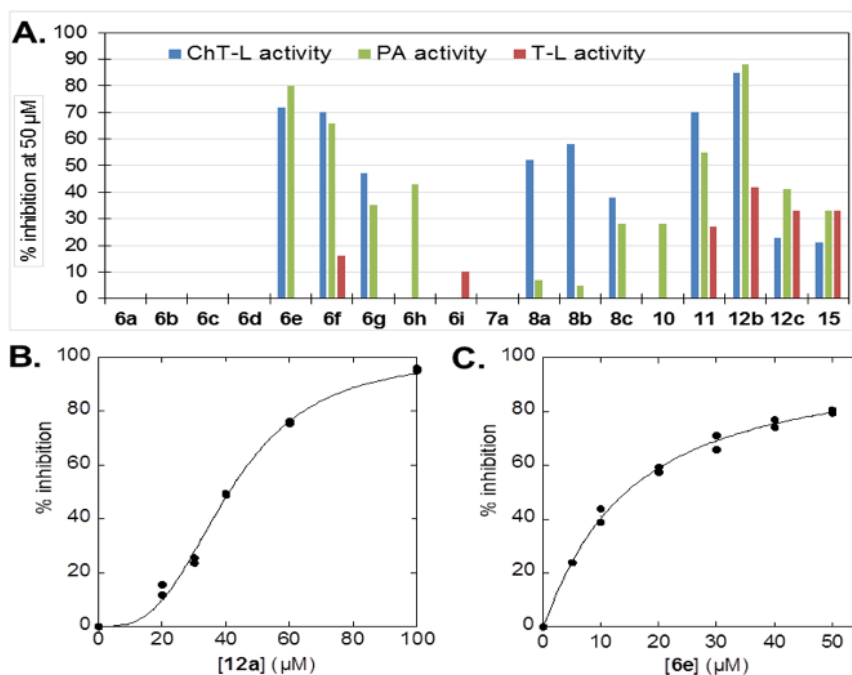 A.
ChT-L activity PA activity T-L activity
% inhibition at 50 µM
100
90
80
70
60
50
40
30
20
10
0
6a 6b 6c 6d 6e 6f 6g 6h 6i 7a 8a 8b 8c 10 11 12b 12c 15
B.
% inhibition
100
80
60
40
20
0
0 20 40 60 80 100
[12a] (µM)
C.
% inhibition
100
80
60
40
20
0
0 10 20 30 40 50
[6e] (µM)